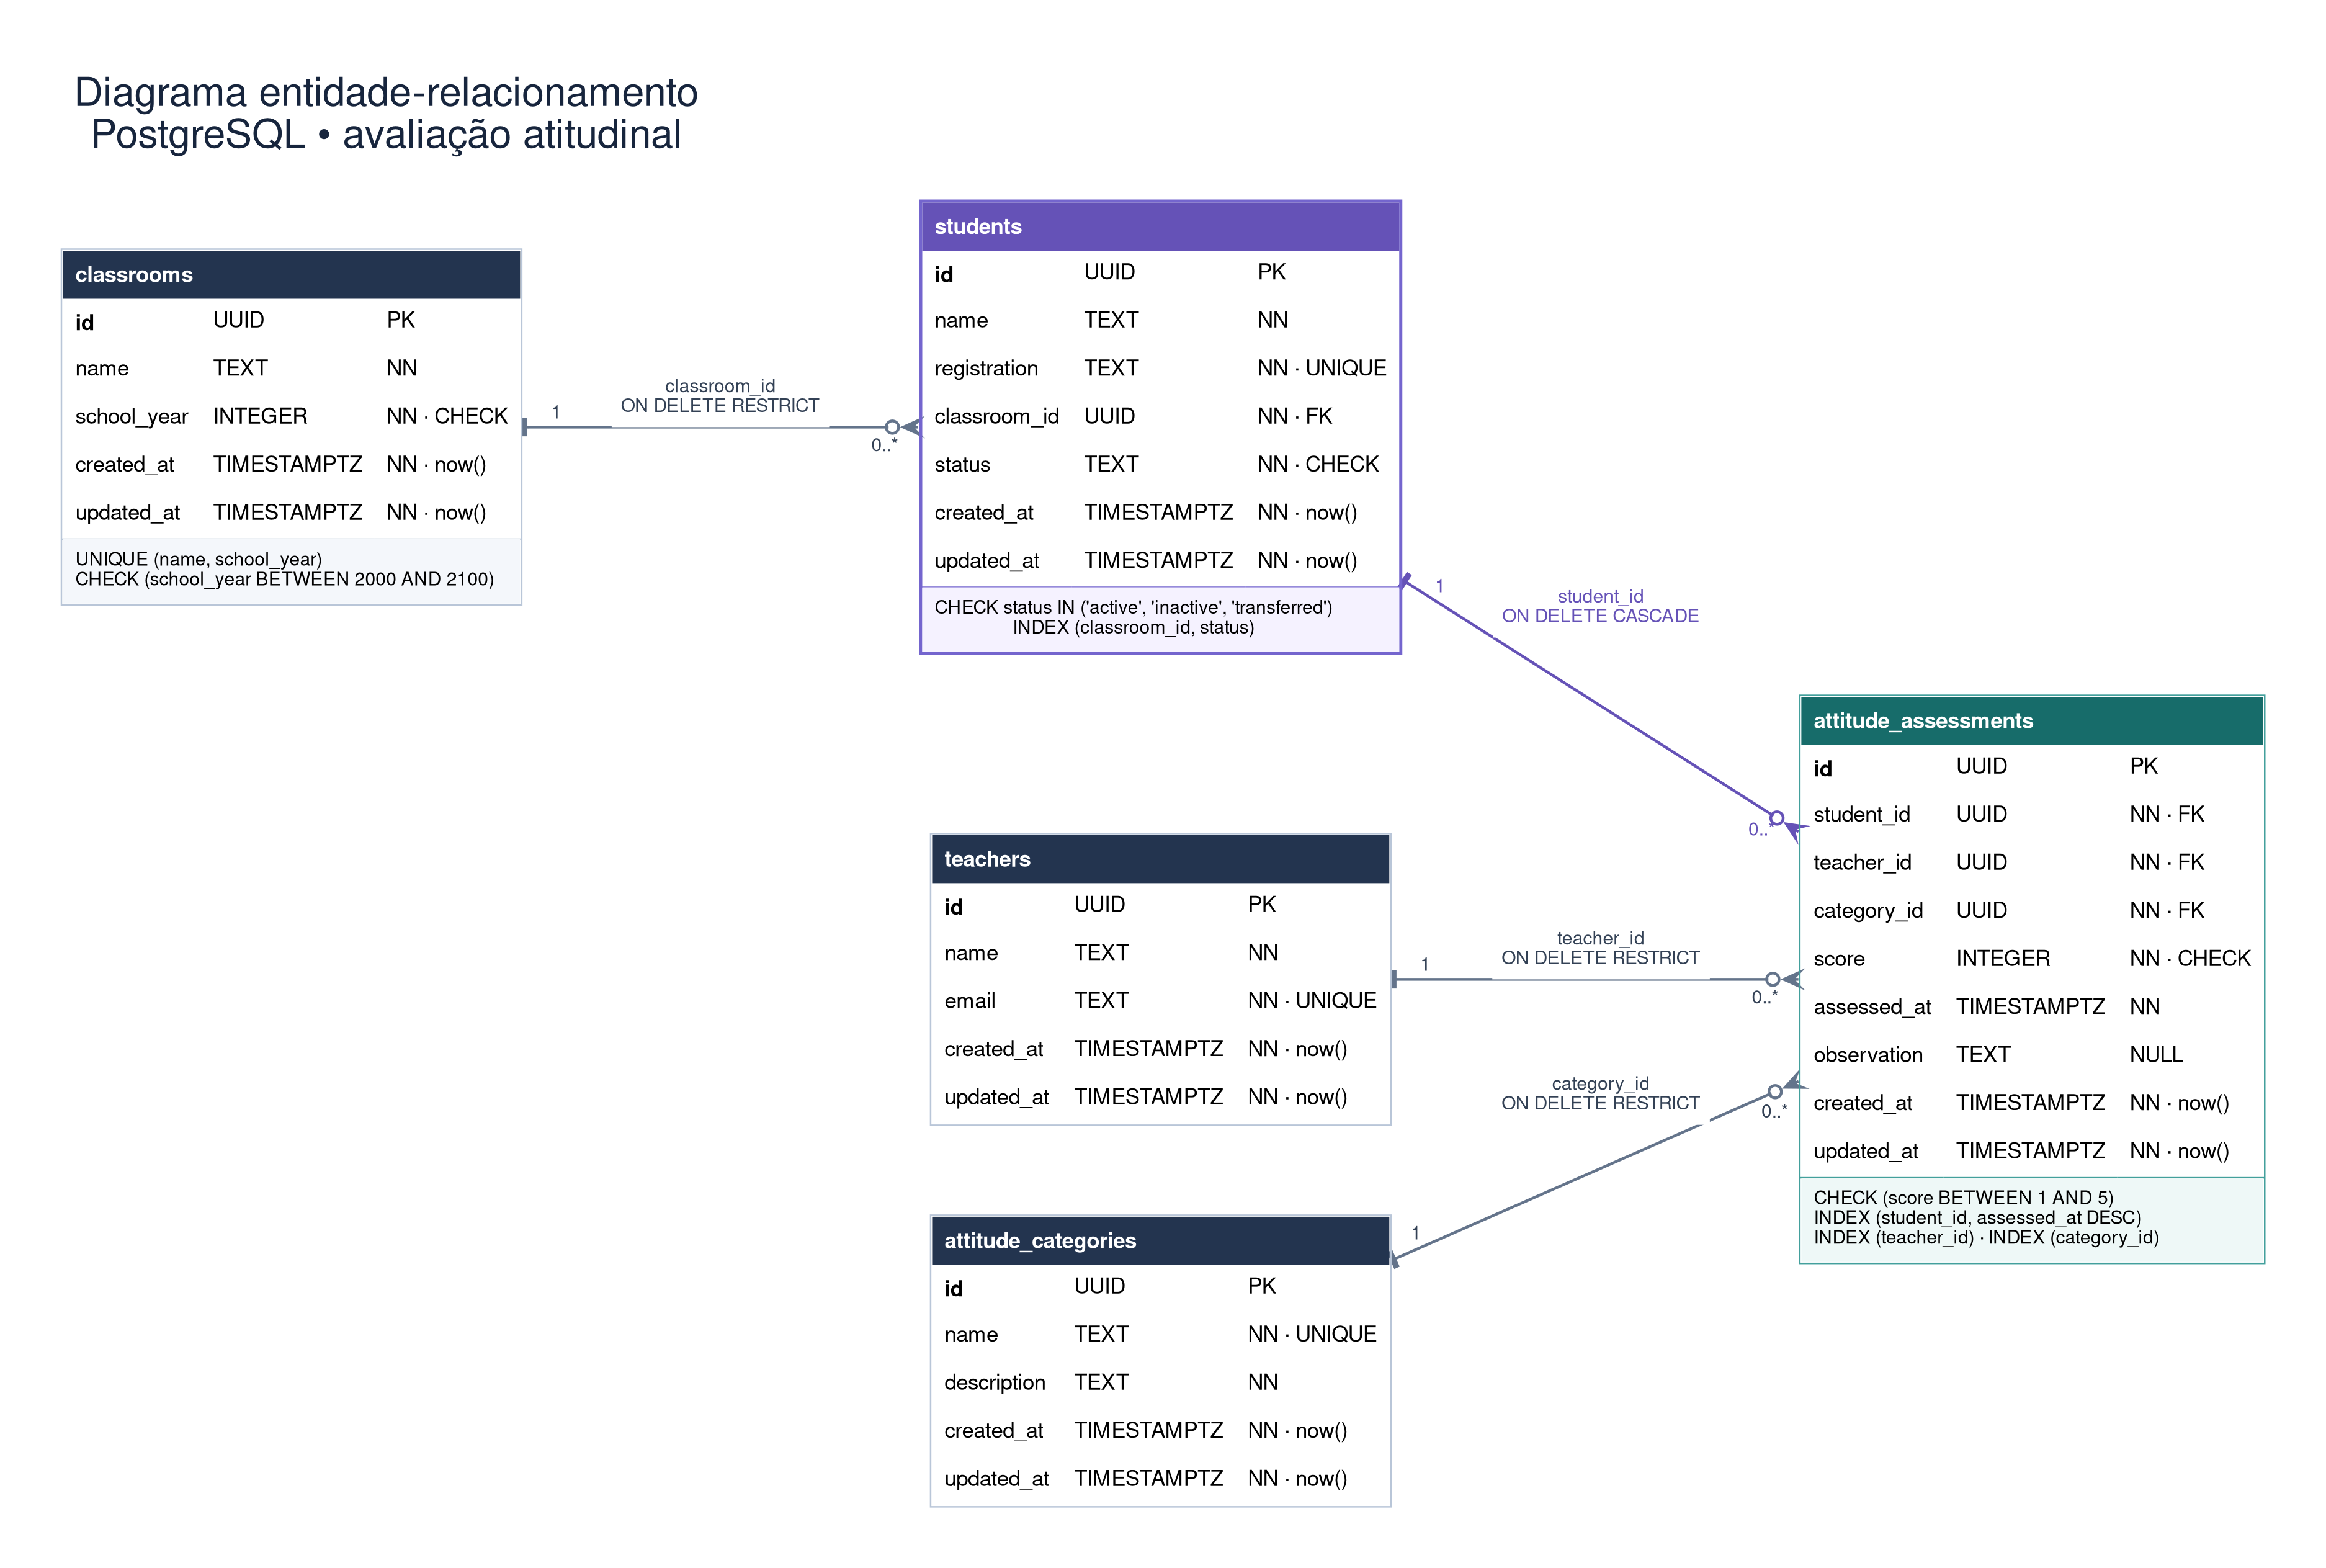 Diagrama entidade-relacionamento
PostgreSQL • avaliação atitudinal
classrooms
id UUID PK
name TEXT NN
school_year INTEGER NN · CHECK
created_at TIMESTAMPTZ NN · now()
updated_at TIMESTAMPTZ NN · now()
UNIQUE (name, school_year)
CHECK (school_year BETWEEN 2000 AND 2100)
1
classroom_id
ON DELETE RESTRICT
0..*
students
id UUID PK
name TEXT NN
registration TEXT NN · UNIQUE
classroom_id UUID NN · FK
status TEXT NN · CHECK
created_at TIMESTAMPTZ NN · now()
updated_at TIMESTAMPTZ NN · now()
CHECK status IN ('active', 'inactive', 'transferred')
INDEX (classroom_id, status)
1
student_id
ON DELETE CASCADE
0..*
teachers
id UUID PK
name TEXT NN
email TEXT NN · UNIQUE
created_at TIMESTAMPTZ NN · now()
updated_at TIMESTAMPTZ NN · now()
1
teacher_id
ON DELETE RESTRICT
0..*
attitude_categories
id UUID PK
name TEXT NN · UNIQUE
description TEXT NN
created_at TIMESTAMPTZ NN · now()
updated_at TIMESTAMPTZ NN · now()
1
category_id
ON DELETE RESTRICT
0..*
attitude_assessments
id UUID PK
student_id UUID NN · FK
teacher_id UUID NN · FK
category_id UUID NN · FK
score INTEGER NN · CHECK
assessed_at TIMESTAMPTZ NN
observation TEXT NULL
created_at TIMESTAMPTZ NN · now()
updated_at TIMESTAMPTZ NN · now()
CHECK (score BETWEEN 1 AND 5)
INDEX (student_id, assessed_at DESC)
INDEX (teacher_id) · INDEX (category_id)